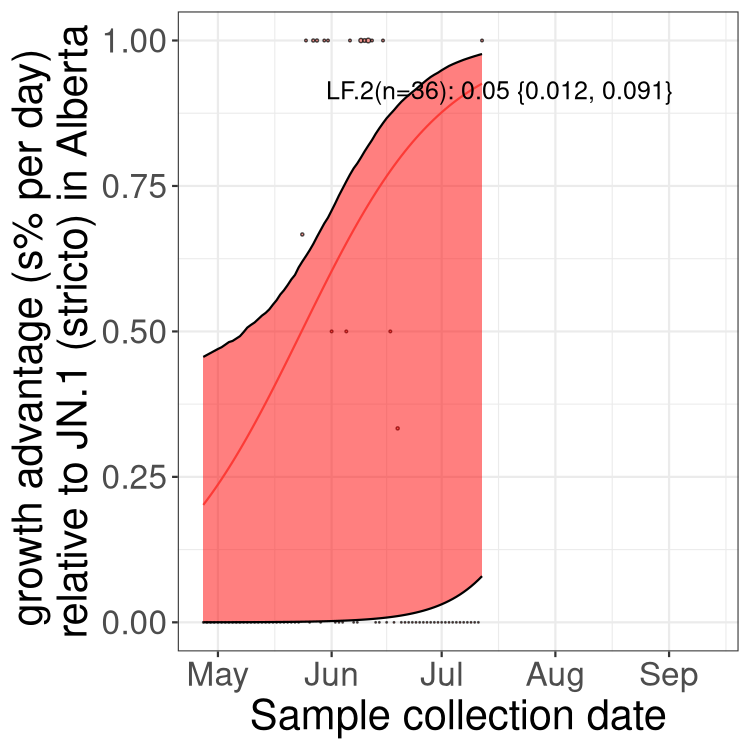 growth advantage (s% per day)
relative to JN.1 (stricto) in Alberta
1.00
0.75
0.50
0.25
0.00
LF.2(n=36): 0.05 {0.012, 0.091}
May Jun Jul Aug Sep
Sample collection date